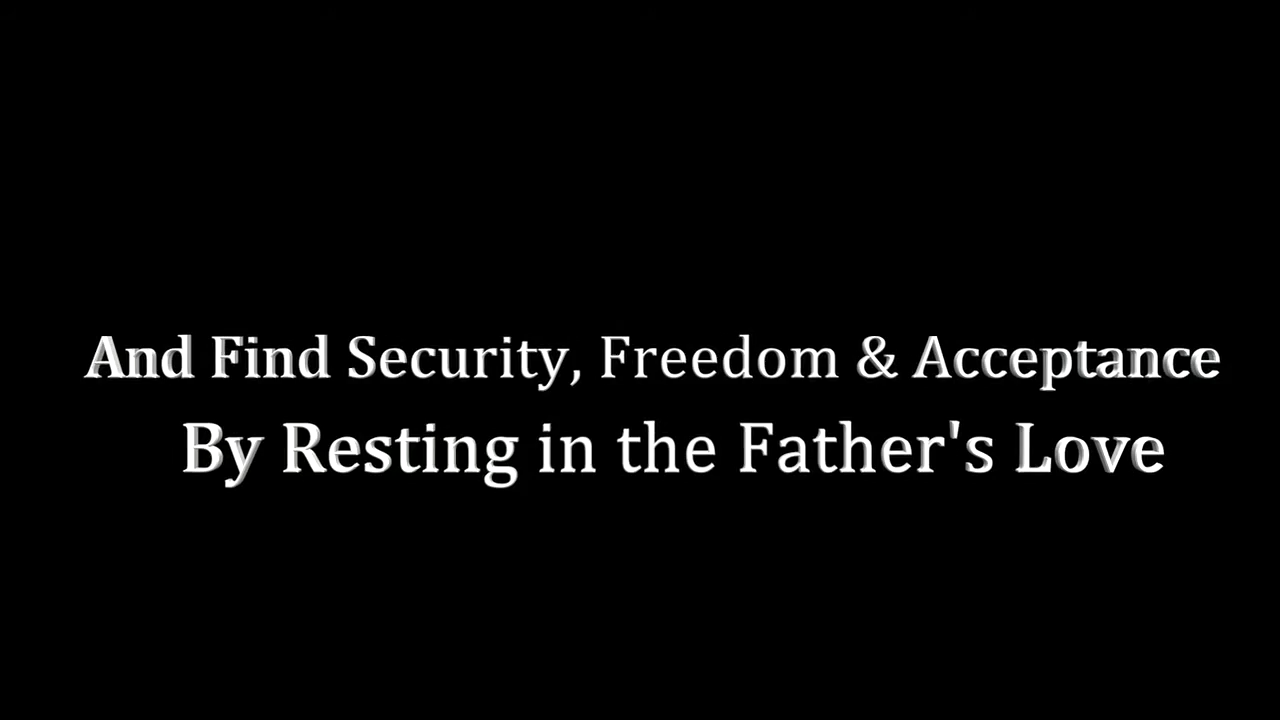 And Find Security, Freedom & Acceptance
By Resting in the Father's Love